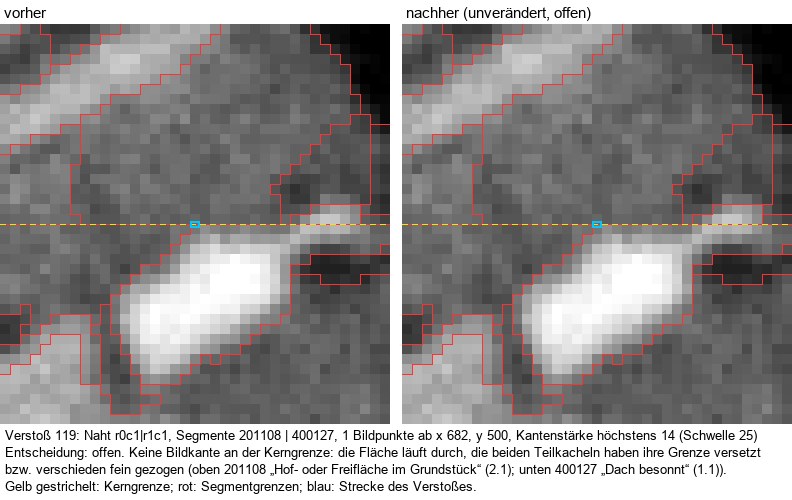 vorher
nachher (unverändert, offen)
Verstoß 119: Naht r0c1|r1c1, Segmente 201108 | 400127, 1 Bildpunkte ab x 682, y 500, Kantenstärke höchstens 14 (Schwelle 25)
Entscheidung: offen. Keine Bildkante an der Kerngrenze: die Fläche läuft durch, die beiden Teilkacheln haben ihre Grenze versetzt
bzw. verschieden fein gezogen (oben 201108 „Hof- oder Freifläche im Grundstück“ (2.1); unten 400127 „Dach besonnt“ (1.1)).
Gelb gestrichelt: Kerngrenze; rot: Segmentgrenzen; blau: Strecke des Verstoßes.